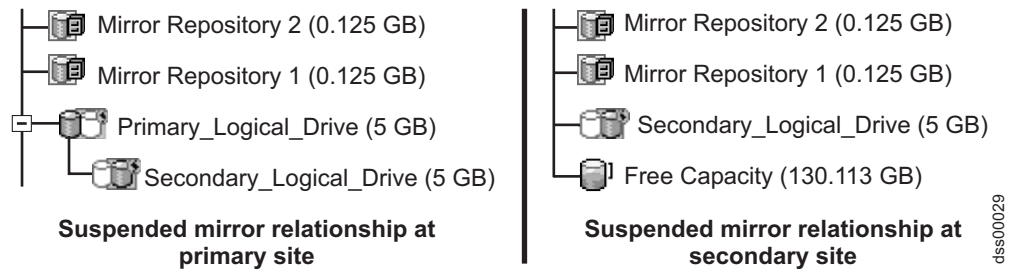 Mirror Repository 2 (0.125 GB)
Mirror Repository 1 (0.125 GB)
Primary_Logical_Drive (5 GB)
Secondary_Logical_Drive (5 GB)
Suspended mirror relationship at
primary site
Mirror Repository 2 (0.125 GB)
Mirror Repository 1 (0.125 GB)
Secondary_Logical_Drive (5 GB)
Free Capacity (130.113 GB)
Suspended mirror relationship at
secondary site
dss00029